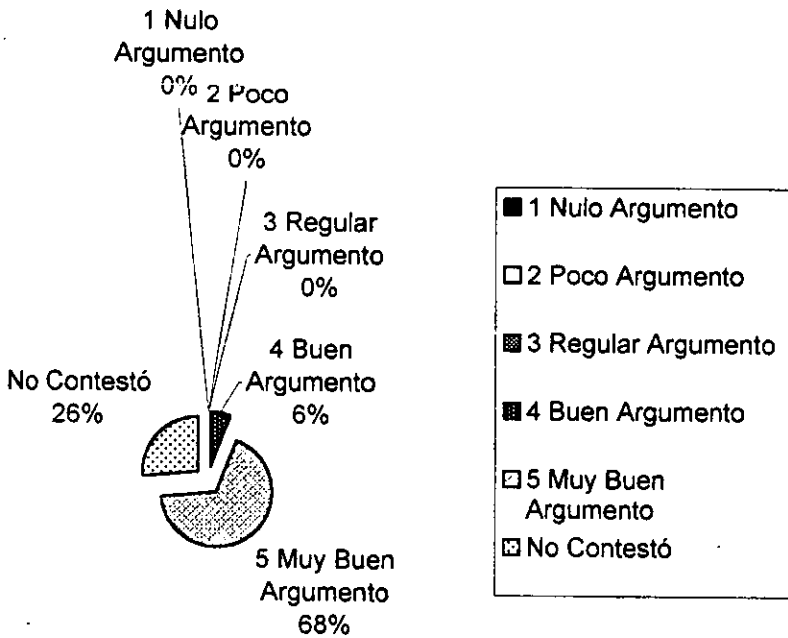 1 Nulo
Argumento
0%
2 Poco
Argumento
0%
3 Regular
Argumento
0%
4 Buen
Argumento
6%
No Contestó
26%
5 Muy Buen
Argumento
68%
1 Nulo Argumento
2 Poco Argumento
3 Regular Argumento
4 Buen Argumento
5 Muy Buen
Argumento
No Contestó